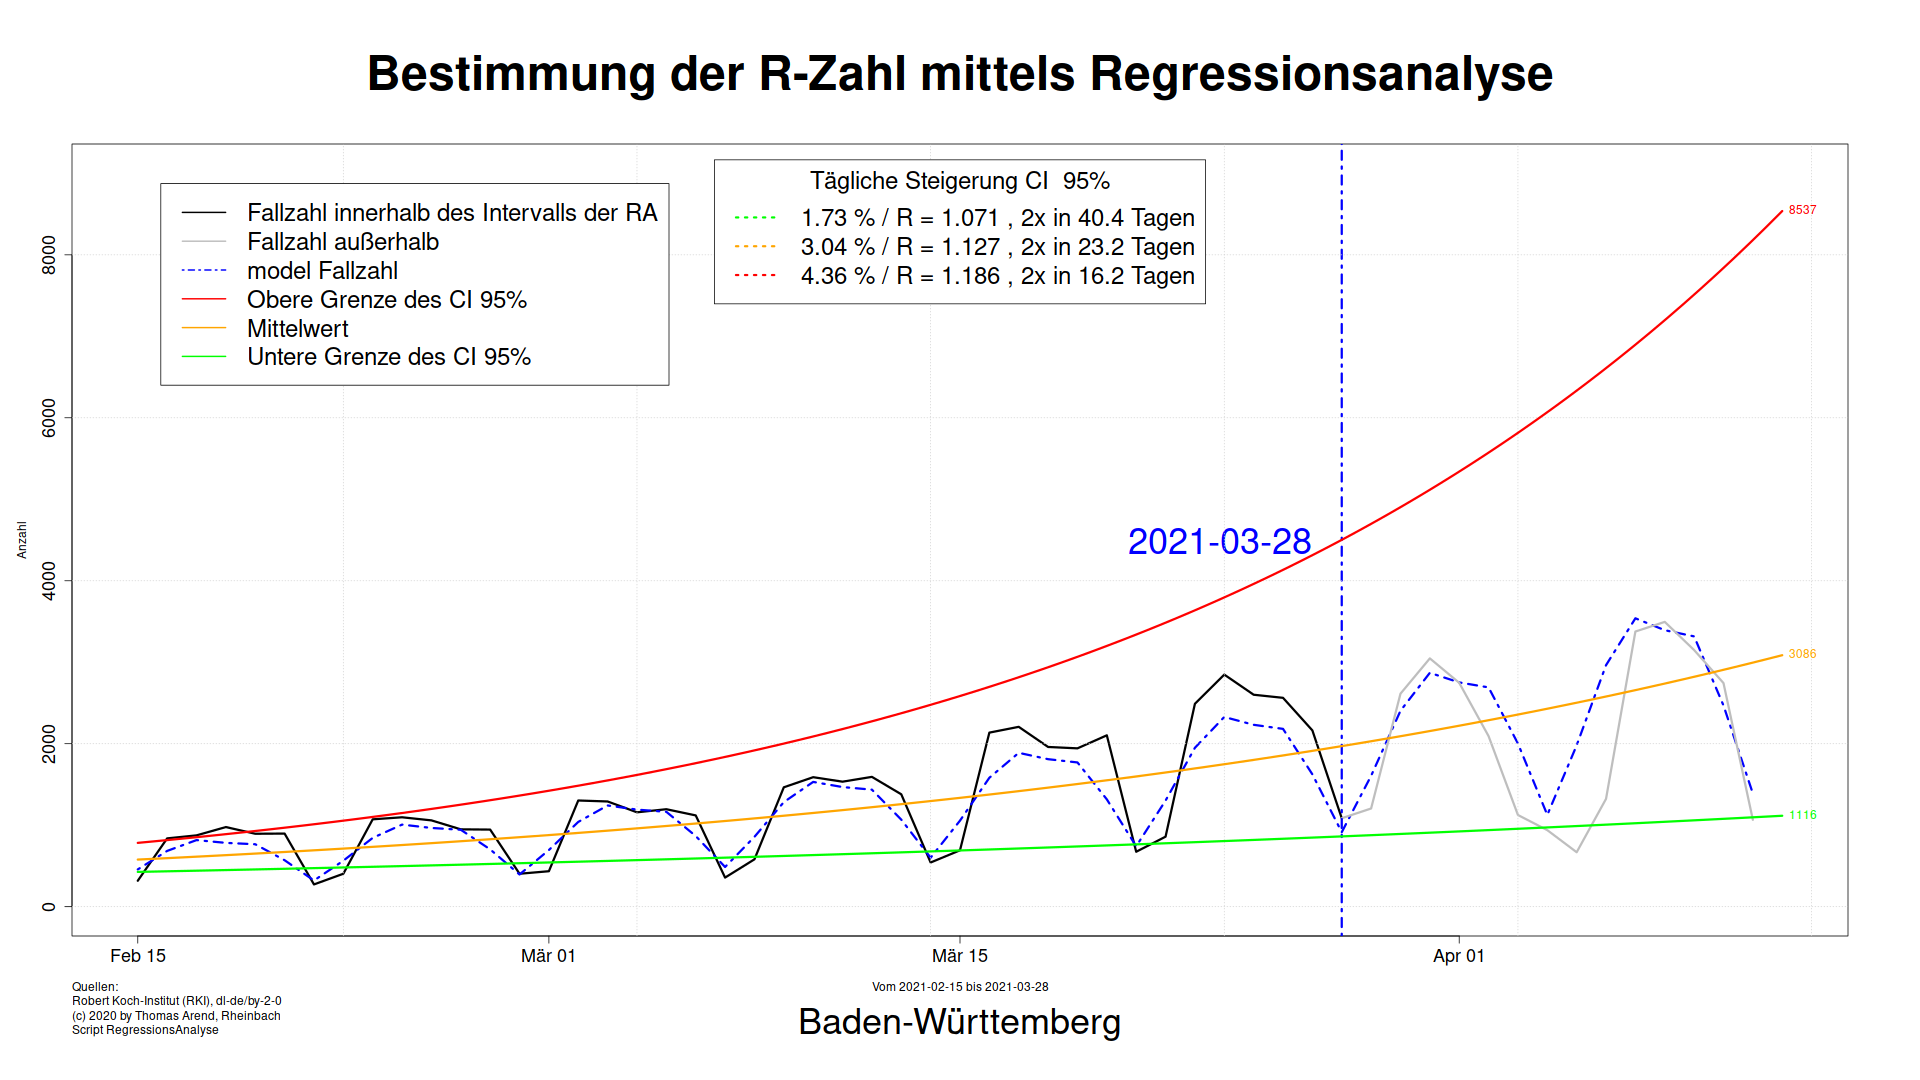 Bestimmung der R-Zahl mittels Regressionsanalyse
Fallzahl innerhalb des Intervalls der RA
Fallzahl außerhalb
model Fallzahl
Obere Grenze des CI 95%
Mittelwert
Untere Grenze des CI 95%
Tägliche Steigerung CI  95%
1.73 % / R = 1.071 , 2x in 40.4 Tagen
3.04 % / R = 1.127 , 2x in 23.2 Tagen
4.36 % / R = 1.186 , 2x in 16.2 Tagen
8537
8000
6000
2021-03-28
Anzahl
4000
3086
2000
1116
0
Feb 15
Mär 01
Mär 15
Apr 01
Quellen:
Robert Koch-Institut (RKI), dl-de/by-2-0
(c) 2020 by Thomas Arend, Rheinbach
Script RegressionsAnalyse
Vom 2021-02-15 bis 2021-03-28
Baden-Württemberg